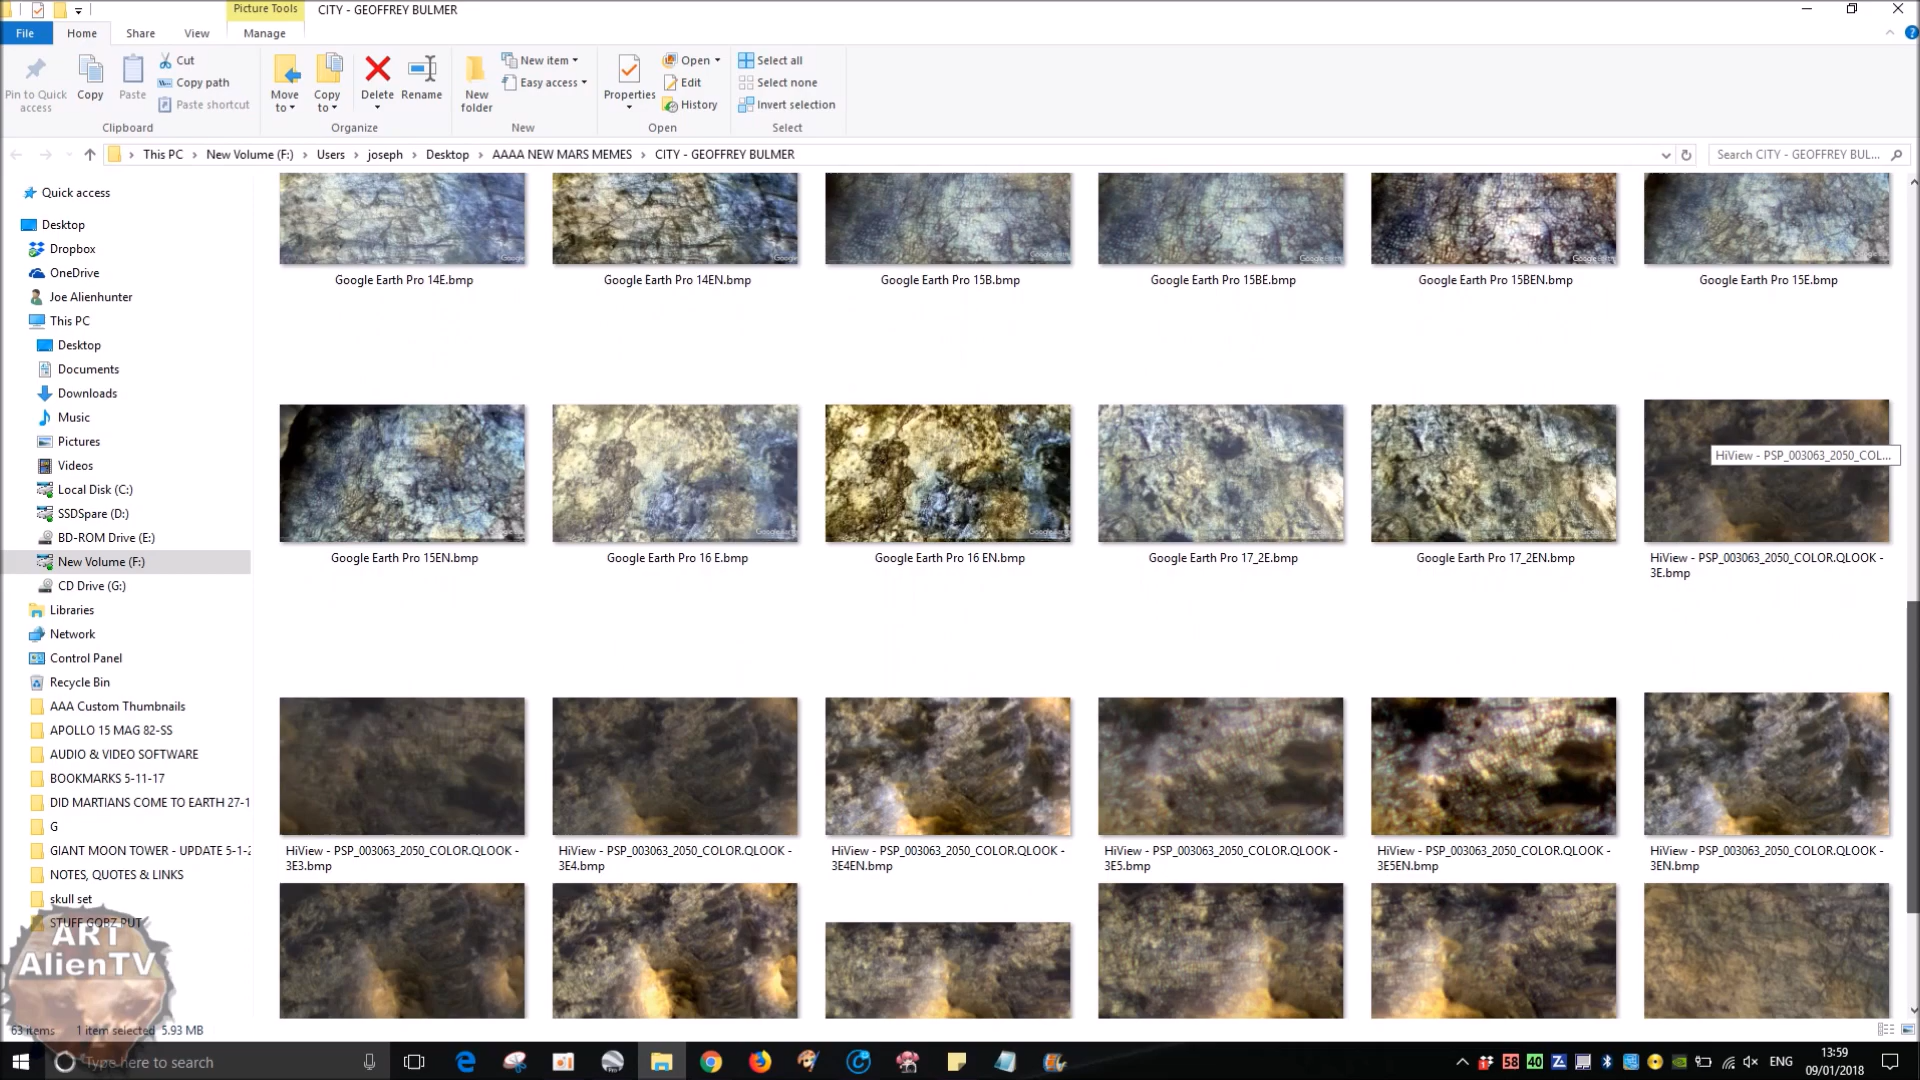 Picture Tools
CITY - GEOFFREY BULMER
File
Home
Share
View
Manage
Pin to Quick
access
Copy
Paste
Cut
Copy path
Paste shortcut
Clipboard
Move
to
Copy
to
Delete
Rename
Organize
New
folder
New item
Easy access
New
Properties
Open
Edit
History
Open
Select all
Select none
Invert selection
Select
This PC
New Volume (F:)
Users
joseph
Desktop
AAAA NEW MARS MEMES
CITY - GEOFFREY BULMER
Search CITY - GEOFFREY BUL...
Quick access
Desktop
Dropbox
OneDrive
Joe Alienhunter
This PC
Desktop
Documents
Downloads
Music
Pictures
Videos
Local Disk (C:)
SSDSpare (D:)
BD-ROM Drive (E:)
New Volume (F:)
CD Drive (G:)
Libraries
Network
Control Panel
Recycle Bin
AAA Custom Thumbnails
APOLLO 15 MAG 82-SS
AUDIO & VIDEO SOFTWARE
BOOKMARKS 5-11-17
DID MARTIANS COME TO EARTH 27-1
G
GIANT MOON TOWER - UPDATE 5-1-2
NOTES, QUOTES & LINKS
skull set
STUFF GOBZ PUT
ART
AlienTV
Google Earth Pro 14E.bmp
Google Earth Pro 14EN.bmp
Google Earth Pro 15B.bmp
Google Earth Pro 15BE.bmp
Google Earth Pro 15BEN.bmp
Google Earth Pro 15E.bmp
Google Earth Pro 15EN.bmp
Google Earth Pro 16 E.bmp
Google Earth Pro 16 EN.bmp
Google Earth Pro 17_2E.bmp
Google Earth Pro 17_2EN.bmp
HiView - PSP_003063_2050_COL...
HiView - PSP_003063_2050_COLOR.QLOOK -
3E.bmp
HiView - PSP_003063_2050_COLOR.QLOOK -
3E3.bmp
HiView - PSP_003063_2050_COLOR.QLOOK -
3E4.bmp
HiView - PSP_003063_2050_COLOR.QLOOK -
3E4EN.bmp
HiView - PSP_003063_2050_COLOR.QLOOK -
3E5.bmp
HiView - PSP_003063_2050_COLOR.QLOOK -
3E5EN.bmp
HiView - PSP_003063_2050_COLOR.QLOOK -
3EN.bmp
63 items
1 item selected 5.93 MB
Type here to search
58
40
ENG
13:59
09/01/2018